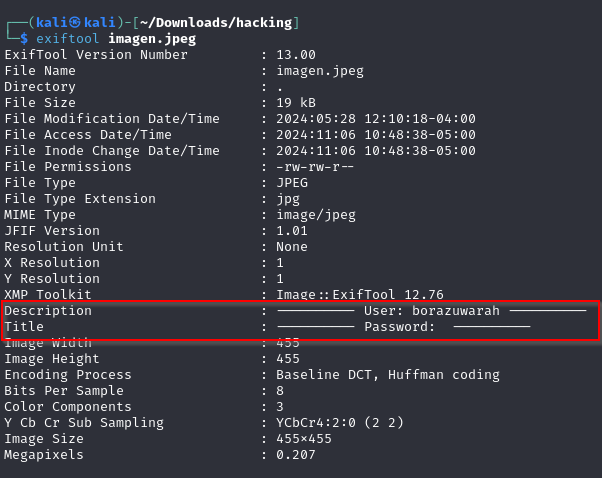 ┌──(kali㉿kali)-[~/Downloads/hacking]
└─$ exiftool imagen.jpeg
ExifTool Version Number : 13.00
File Name : imagen.jpeg
Directory : .
File Size : 19 kB
File Modification Date/Time : 2024:05:28 12:10:18-04:00
File Access Date/Time : 2024:11:06 10:48:38-05:00
File Inode Change Date/Time : 2024:11:06 10:48:38-05:00
File Permissions : -rw-rw-r--
File Type : JPEG
File Type Extension : jpg
MIME Type : image/jpeg
JFIF Version : 1.01
Resolution Unit : None
X Resolution : 1
Y Resolution : 1
XMP Toolkit : Image::ExifTool 12.76
Description : ---------- User: borazuwarah ----------
Title : ---------- Password: ----------
Image Width : 455
Image Height : 455
Encoding Process : Baseline DCT, Huffman coding
Bits Per Sample : 8
Color Components : 3
Y Cb Cr Sub Sampling : YCbCr4:2:0 (2 2)
Image Size : 455×455
Megapixels : 0.207